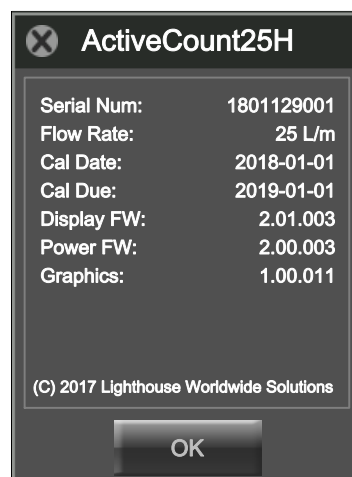 ActiveCount25H
Serial Num: 1801129001
Flow Rate: 25 L/m
Cal Date: 2018-01-01
Cal Due: 2019-01-01
Display FW: 2.01.003
Power FW: 2.00.003
Graphics: 1.00.011
(C) 2017 Lighthouse Worldwide Solutions
OK